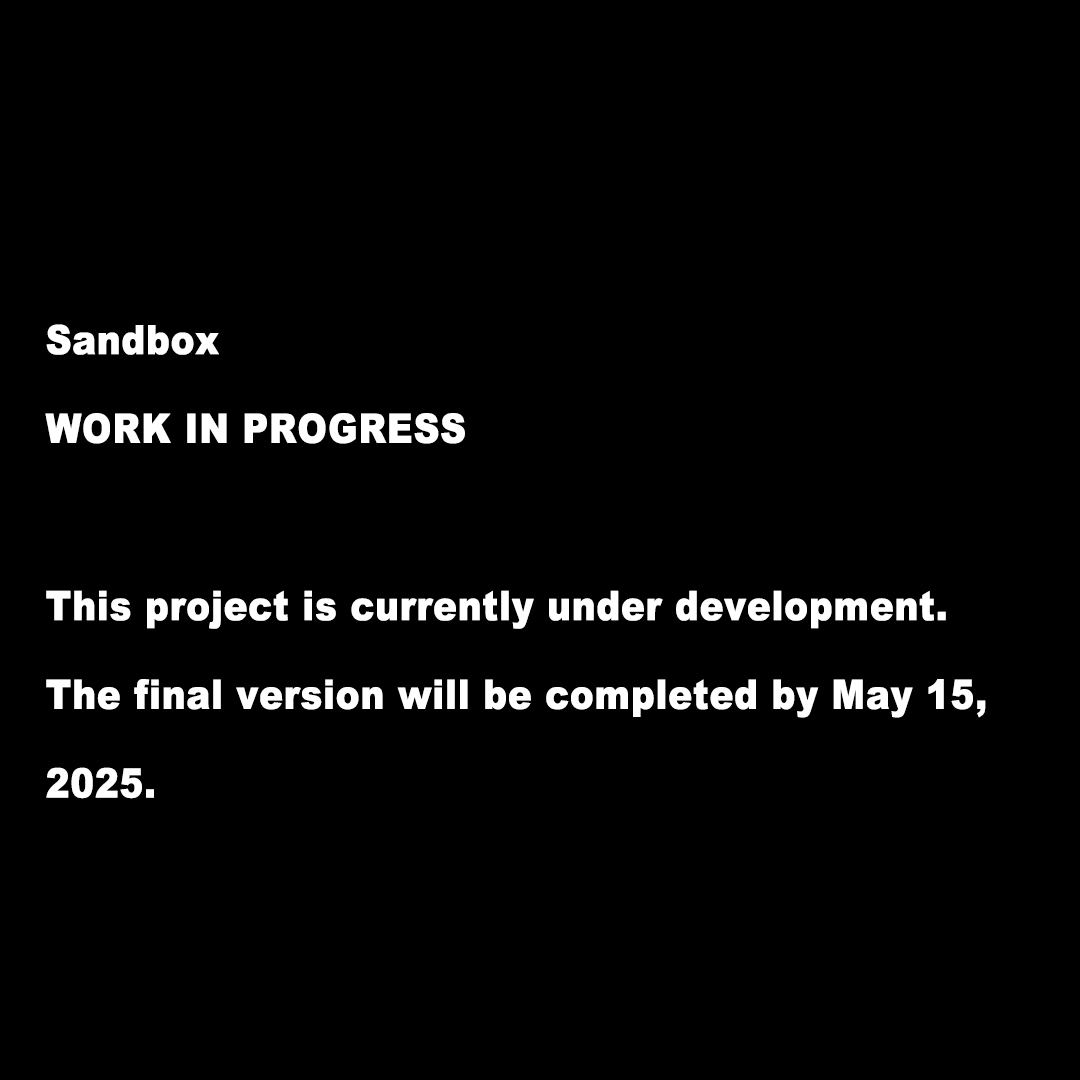 Sandbox
WORK IN PROGRESS
This project is currently under development.
The final version will be completed by May 15,
2025.